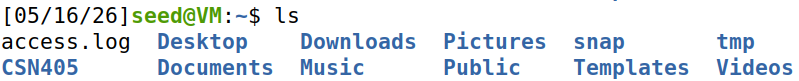 [05/16/26]seed@VM:~$ ls
access.log  Desktop    Downloads  Pictures  snap       tmp
CSN405      Documents  Music      Public    Templates  Videos